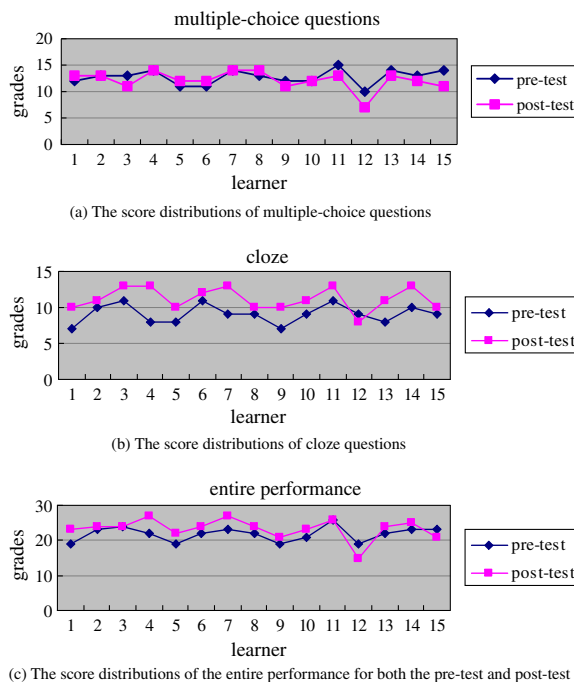 multiple-choice questions
20
15
10
5
0
grades
1 2 3 4 5 6 7 8 9 10 11 12 13 14 15
learner
pre-test
post-test
(a) The score distributions of multiple-choice questions
cloze
15
10
5
0
grades
1 2 3 4 5 6 7 8 9 10 11 12 13 14 15
learner
pre-test
post-test
(b) The score distributions of cloze questions
entire performance
30
20
10
0
grades
1 2 3 4 5 6 7 8 9 10 11 12 13 14 15
learner
pre-test
post-test
(c) The score distributions of the entire performance for both the pre-test and post-test